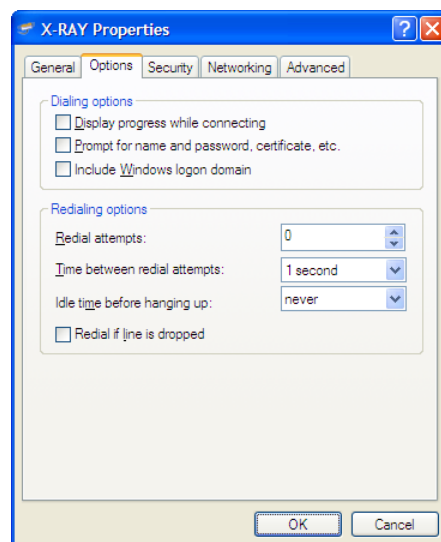 X-RAY Properties
General Options Security Networking Advanced
Dialing options
Display progress while connecting
Prompt for name and password, certificate, etc.
Include Windows logon domain
Redialing options
Redial attempts: 0
Time between redial attempts: 1 second
Idle time before hanging up: never
Redial if line is dropped
OK Cancel